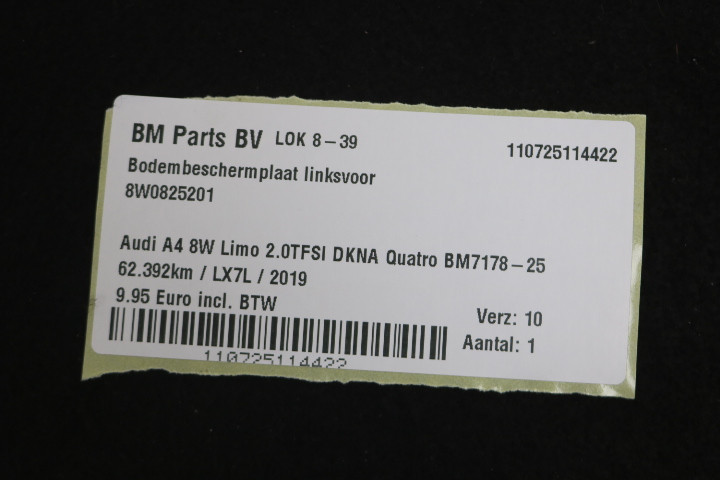 BM Parts BV LOK 8-39 110725114422
Bodembeschermplaat linksvoor
8W0825201
Audi A4 8W Limo 2.0TFSI DKNA Quatro BM7178-25
62.392km / LX7L / 2019
9.95 Euro incl. BTW
Verz: 10
Aantal: 1
110725114422